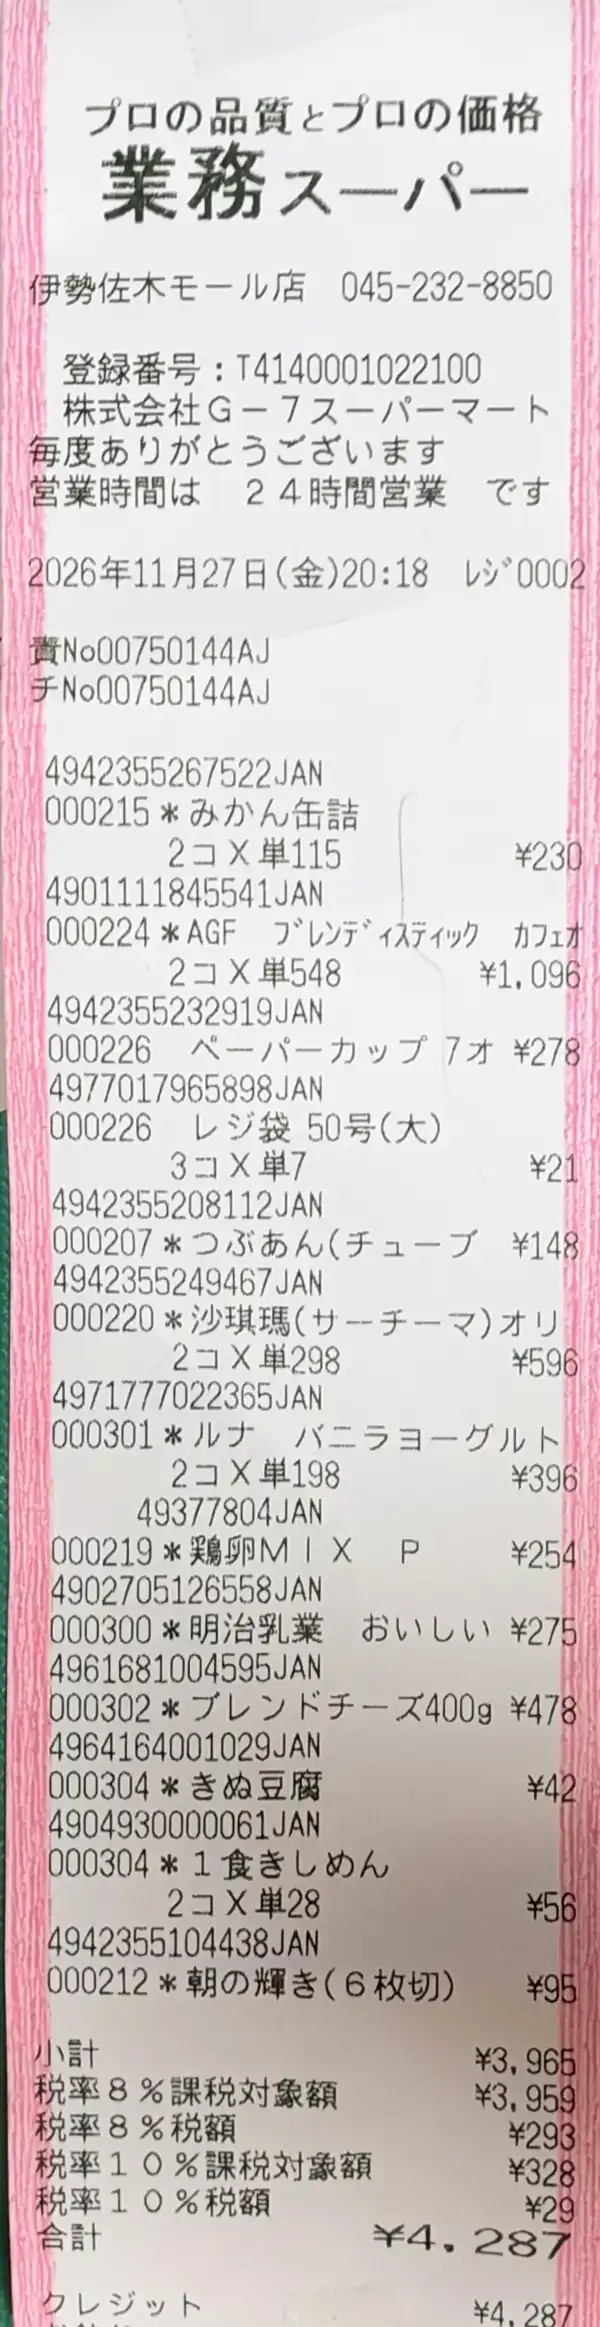 プロの品質とプロの価格
業務スーパー
伊勢佐木モール店　045-232-8850
登録番号：T4140001022100
株式会社Ｇ－７スーパーマート
毎度ありがとうございます
営業時間は　２４時間営業　です
2026年11月27日(金)20:18　ﾚｼﾞ0002
責No00750144AJ
チNo00750144AJ
4942355267522JAN
000215＊みかん缶詰
2コＸ単115　¥230
4901111845541JAN
000224＊AGF　ﾌﾞﾚﾝﾃﾞｨｽティック　カフェオ
2コＸ単548　¥1,096
4942355232919JAN
000226　ペーパーカップ 7オ ¥278
4977017965898JAN
000226　レジ袋 50号(大)
3コＸ単7　¥21
4942355208112JAN
000207＊つぶあん(チューブ　¥148
4942355249467JAN
000220＊沙琪瑪(サーチーマ)オリ
2コＸ単298　¥596
4971777022365JAN
000301＊ルナ　バニラヨーグルト
2コＸ単198　¥396
49377804JAN
000219＊鶏卵ＭＩＸ　Ｐ　¥254
4902705126558JAN
000300＊明治乳業　おいしい ¥275
4961681004595JAN
000302＊ブレンドチーズ400g ¥478
4964164001029JAN
000304＊きぬ豆腐　¥42
4904930000061JAN
000304＊１食きしめん
2コＸ単28　¥56
4942355104438JAN
000212＊朝の輝き(６枚切)　¥95
小計　¥3,965
税率８％課税対象額　¥3,959
税率８％税額　¥293
税率１０％課税対象額　¥328
税率１０％税額　¥29
合計　¥4,287
クレジット　¥4,287